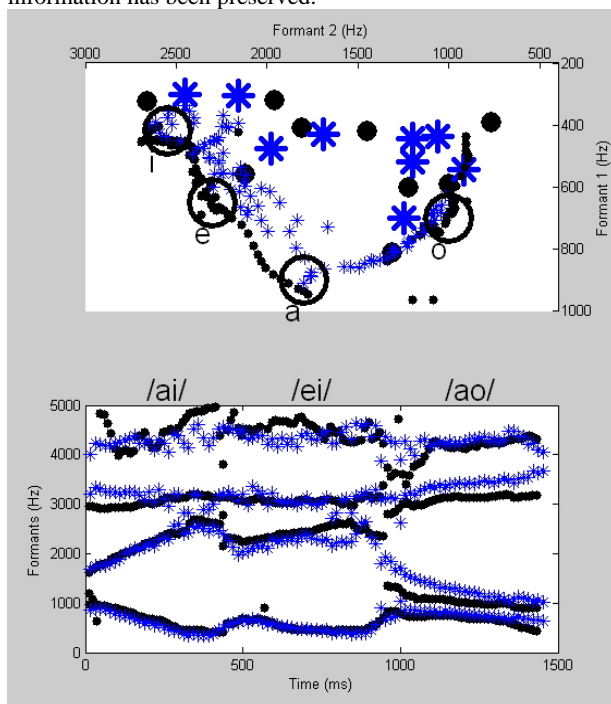 information has been preserved.
Formant 2 (Hz)
3000 2500 2000 1500 1000 500
200
400
600
800
1000
Formant 1 (Hz)
i
e
o
a
/ai/ /ei/ /ao/
5000
4000
3000
2000
1000
0
Formants (Hz)
0 500 1000 1500
Time (ms)